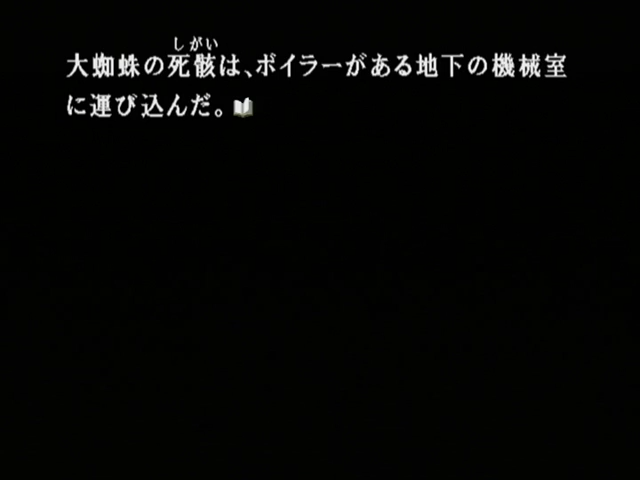 しがい
大蜘蛛の死骸は、ボイラーがある地下の機械室
に運び込んだ。